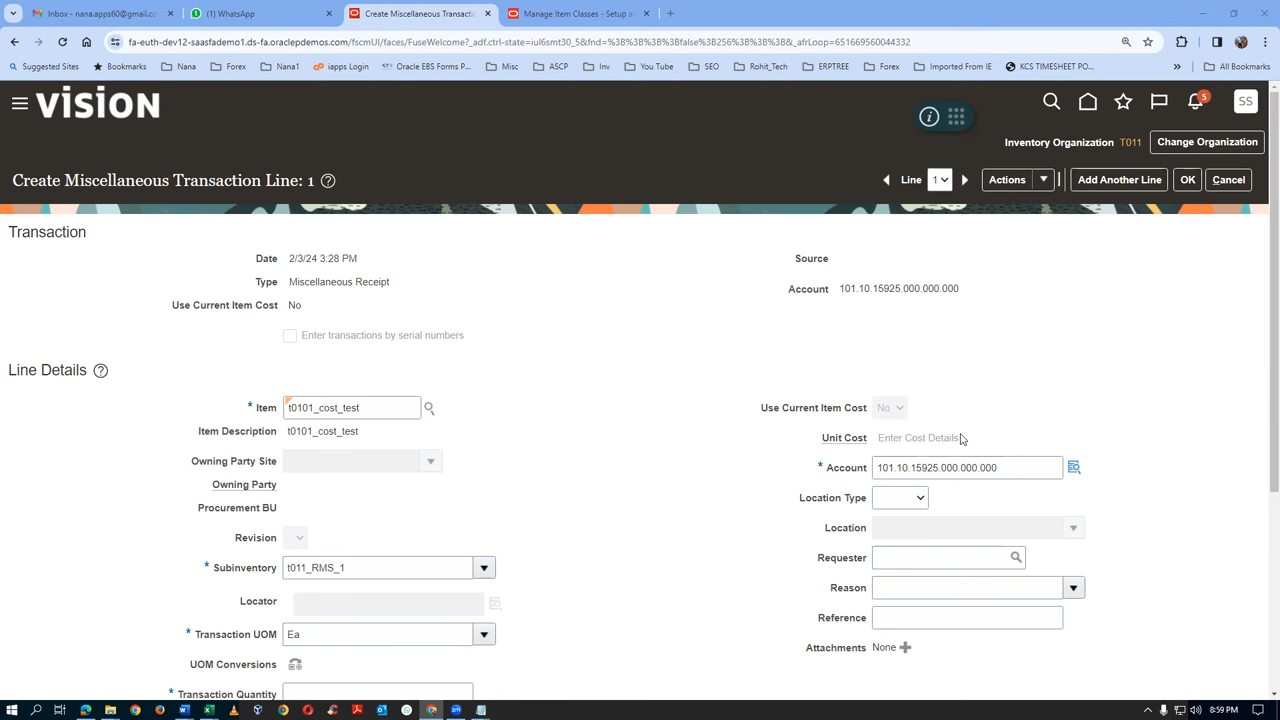 Inbox - nana.apps60@gmail.co
(1) WhatsApp
Create Miscellaneous Transactio
Manage Item Classes - Setup a
fa-euth-dev12-saasfademo1.ds-fa.oraclepdemos.com/fscmUI/faces/FuseWelcome?_adf.ctrl-state=iul6smt30_5&fnd=%3B%3B%3B%3Bfalse%3B256%3B%3B%3B&_afrLoop=651669560044332
Suggested Sites Bookmarks Nana Forex Nana1 iapps Login Oracle EBS Forms P... Misc ASCP Inv You Tube SEO Rohit_Tech ERPTREE Forex Imported From IE KCS TIMESHEET PO... » All Bookmarks
VISION
5
SS
Inventory Organization T011 Change Organization
Create Miscellaneous Transaction Line: 1
Line 1 Actions Add Another Line OK Cancel
Transaction
Date 2/3/24 3:28 PM
Type Miscellaneous Receipt
Use Current Item Cost No
Enter transactions by serial numbers
Source
Account 101.10.15925.000.000.000
Line Details
* Item t0101_cost_test
Item Description t0101_cost_test
Owning Party Site
Owning Party
Procurement BU
Revision
* Subinventory t011_RMS_1
Locator
* Transaction UOM Ea
UOM Conversions
* Transaction Quantity
Use Current Item Cost No
Unit Cost Enter Cost Details
* Account 101.10.15925.000.000.000
Location Type
Location
Requester
Reason
Reference
Attachments None
8:59 PM